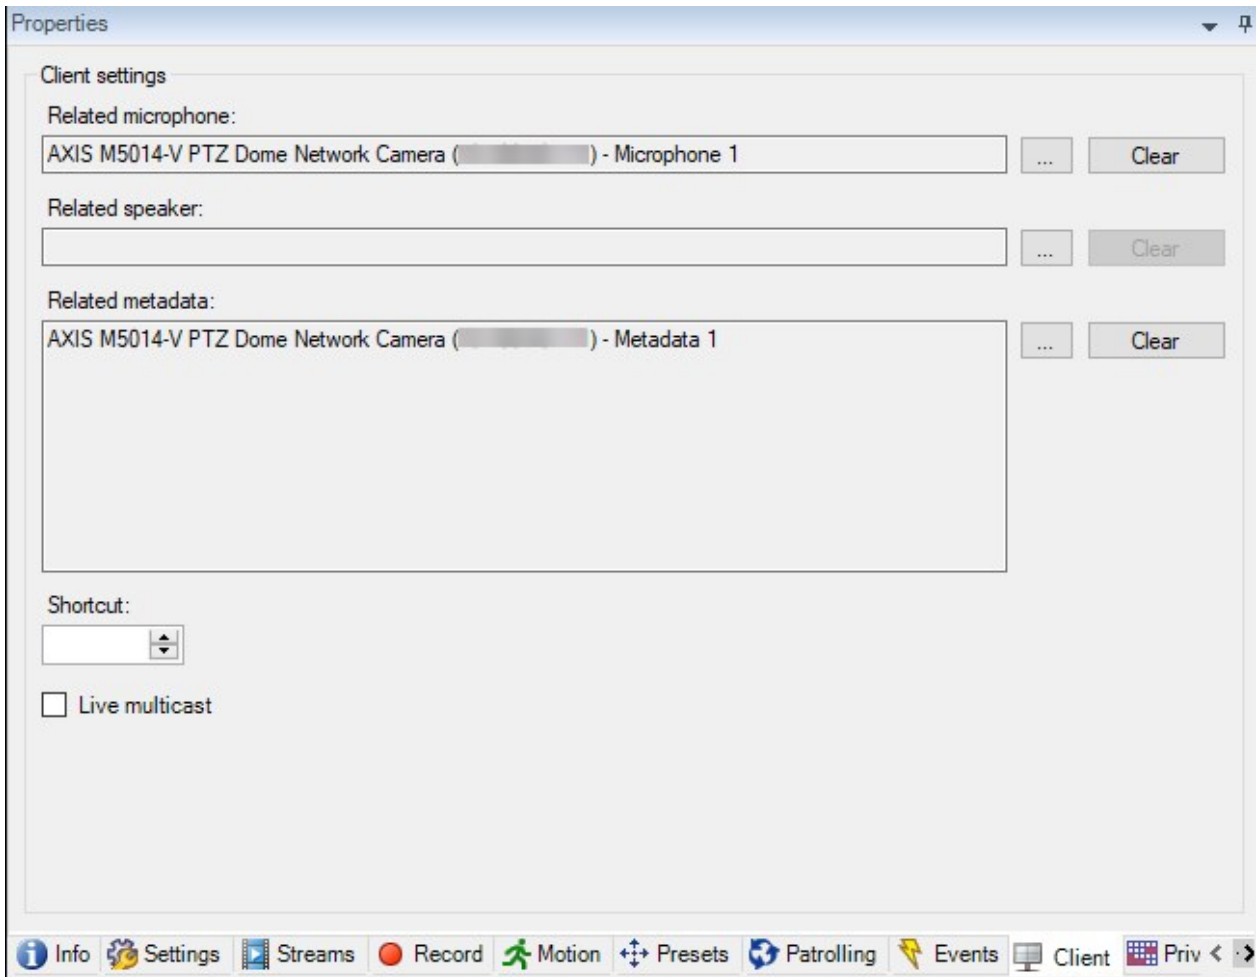 Properties
Client settings
Related microphone:
AXIS M5014-V PTZ Dome Network Camera ( ) - Microphone 1 ... Clear
Related speaker:
... Clear
Related metadata:
AXIS M5014-V PTZ Dome Network Camera ( ) - Metadata 1 ... Clear
Shortcut:
Live multicast
Info Settings Streams Record Motion Presets Patrolling Events Client Priv